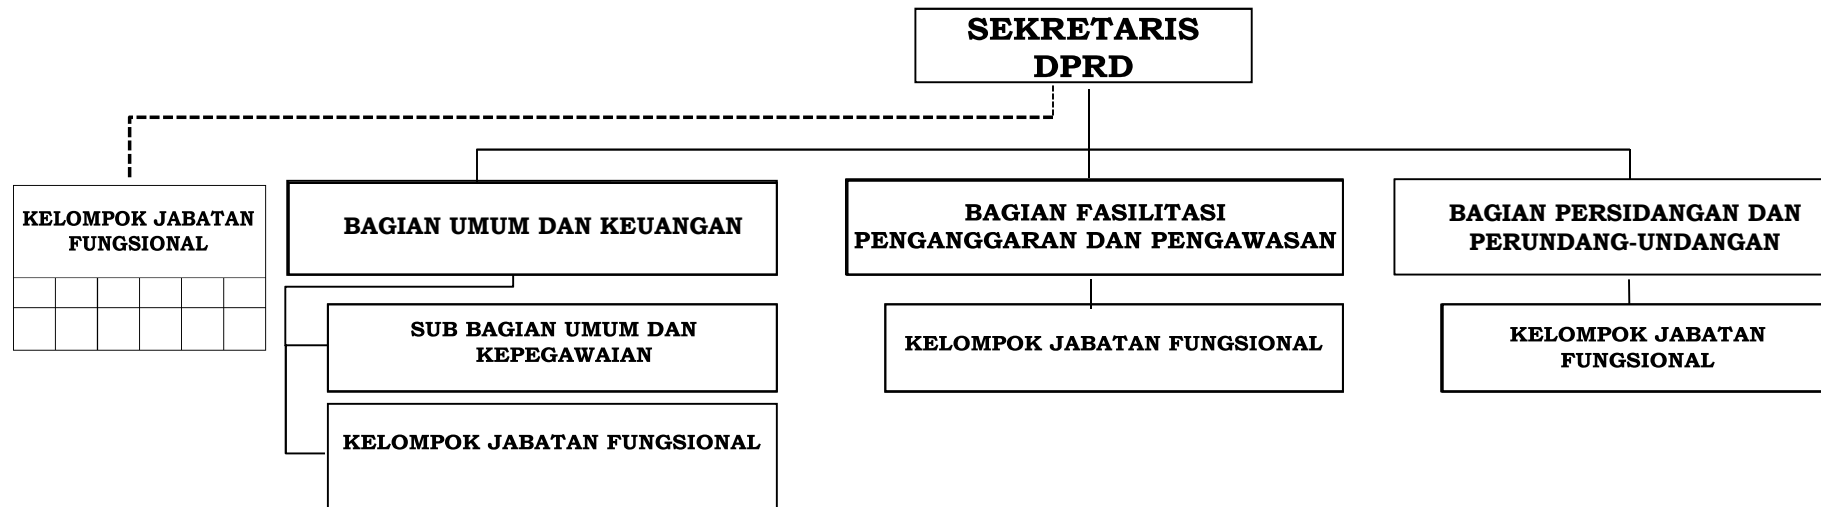 SEKRETARIS
DPRD
KELOMPOK JABATAN
FUNGSIONAL
BAGIAN UMUM DAN KEUANGAN
BAGIAN FASILITASI
PENGANGGARAN DAN PENGAWASAN
BAGIAN PERSIDANGAN DAN
PERUNDANG-UNDANGAN
SUB BAGIAN UMUM DAN
KEPEGAWAIAN
KELOMPOK JABATAN FUNGSIONAL
KELOMPOK JABATAN FUNGSIONAL
KELOMPOK JABATAN
FUNGSIONAL